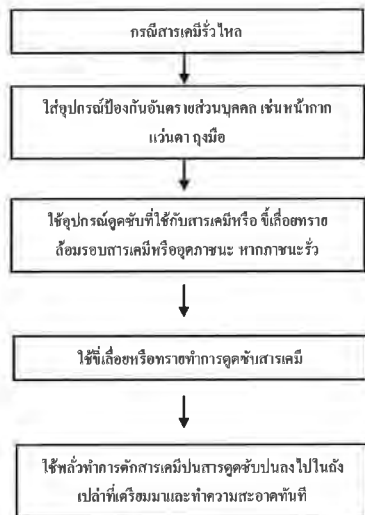 กรณีสารเคมีรั่วไหล
ใส่อุปกรณ์ป้องกันอันตรายส่วนบุคคล เช่นหน้ากาก
แว่นตา ถุงมือ
ใช้อุปกรณ์ดูดซับที่ใช้กับสารเคมีหรือ ขี้เลื่อยทราย
ล้อมรอบสารเคมีหรืออุดภาชนะ หากภาชนะรั่ว
ใช้ขี่เลื่อยหรือทรายทำการดูดซับสารเคมี
ใช้พลั่วทำการตักสารเคมีปนสารดูดซับปนลงไปในถัง
เปล่าที่เตรียมมาและทำความสะอาดทันที